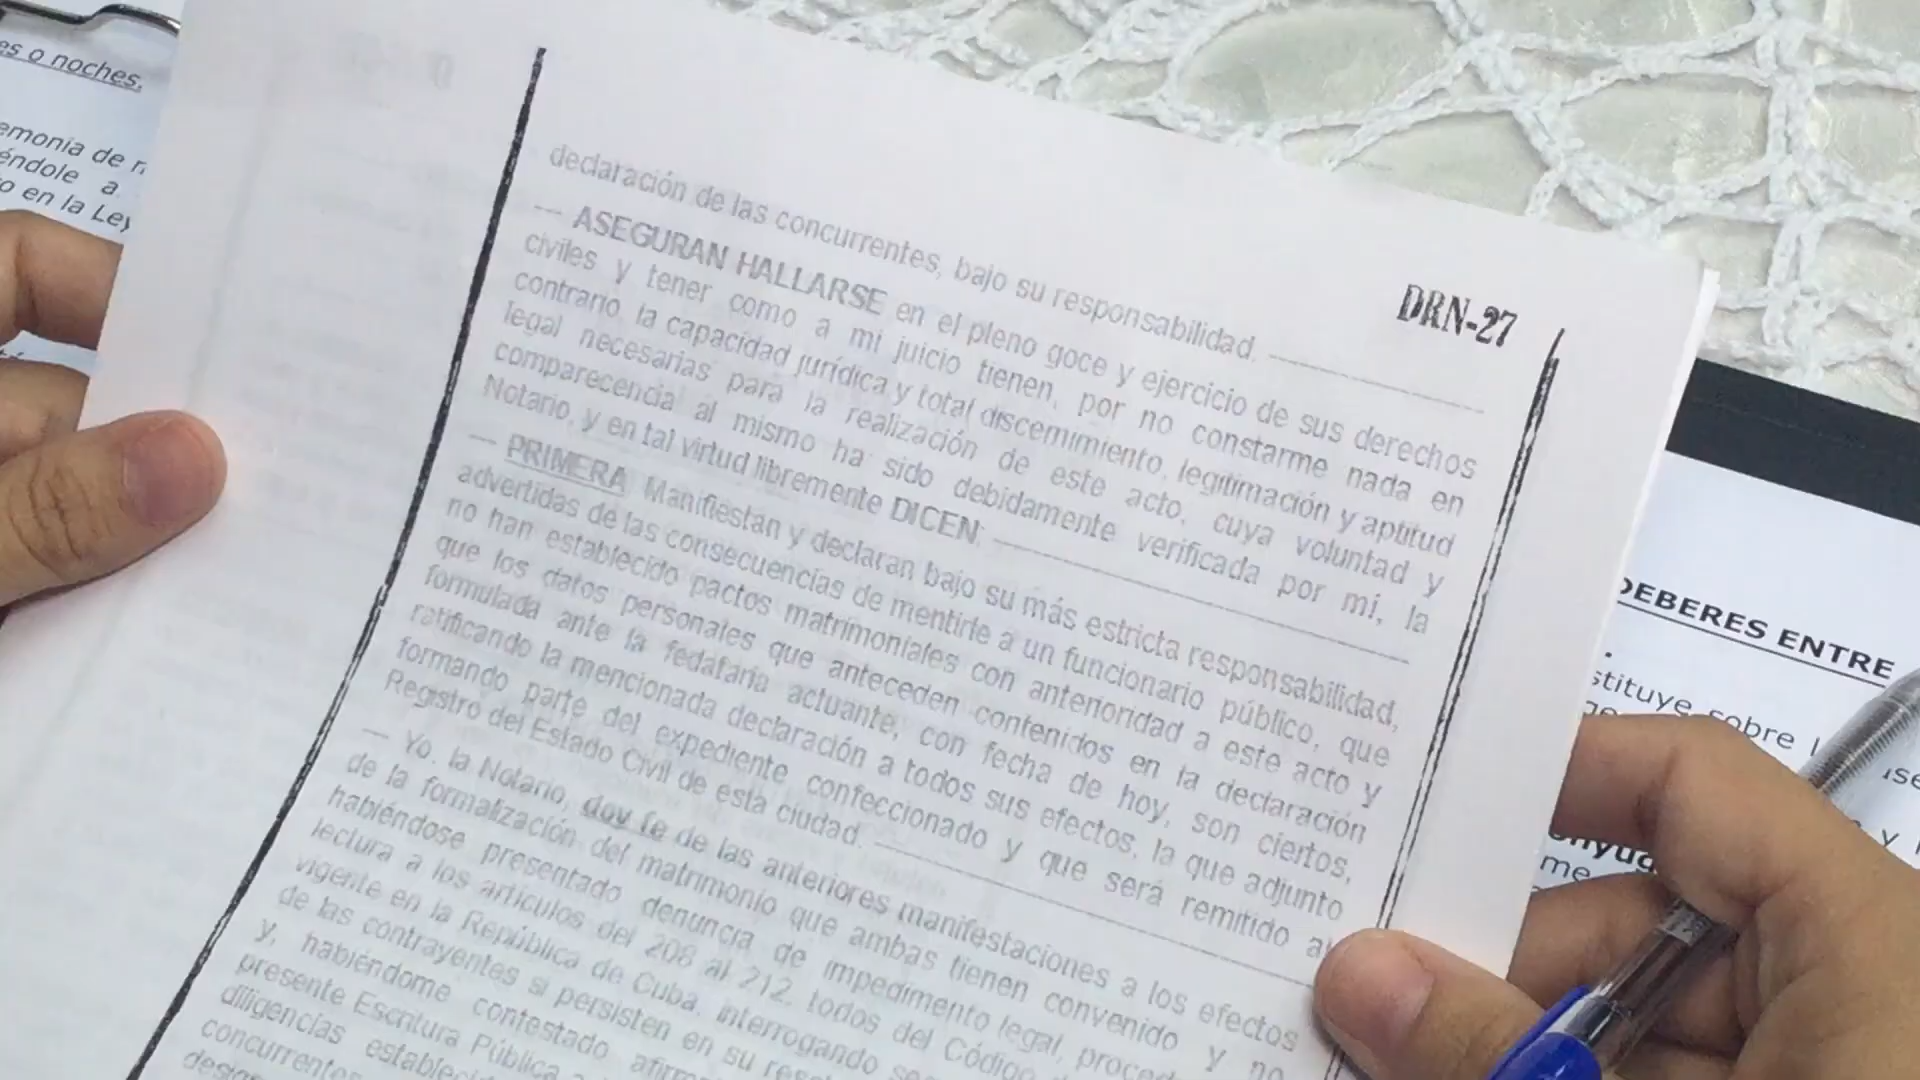 es o noches.
emonia de
éndole a
o en la Ley
DRN-27
declaración de las concurrentes, bajo su responsabilidad.
— ASEGURAN HALLARSE en el pleno goce y ejercicio de sus derechos
civiles y tener como a mi juicio tienen, por no constarme nada en
contrario la capacidad jurídica y total discernimiento, legitimación y aptitud
legal necesarias para la realización de este acto, cuya voluntad y
comparecencia al mismo ha sido debidamente verificada por mi, la
Notario, y en tal virtud libremente DICEN:
— PRIMERA: Manifiestan y declaran bajo su más estricta responsabilidad,
advertidas de las consecuencias de mentirle a un funcionario público, que
no han establecido pactos matrimoniales con anterioridad a este acto y
que los datos personales que anteceden contenidos en la declaración
formulada ante la fedataria actuante, con fecha de hoy, son ciertos,
ratificando la mencionada declaración a todos sus efectos, la que adjunto
formando parte del expediente confeccionado y que será remitido al
Registro del Estado Civil de esta ciudad.
— Yo, la Notario, doy fe de las anteriores manifestaciones a los efectos
de la formalización del matrimonio que ambas tienen convenido y no
habiéndose presentado denuncia de impedimento legal, proced
lectura a los artículos del 208 al 212, todos del Código
vigente en la República de Cuba, interrogando
de las contrayentes si persisten en su
y, habiéndome contestado
presente Escritura Pública
diligencias
concurrentes
DEBERES ENTRE
stituye sobre
me